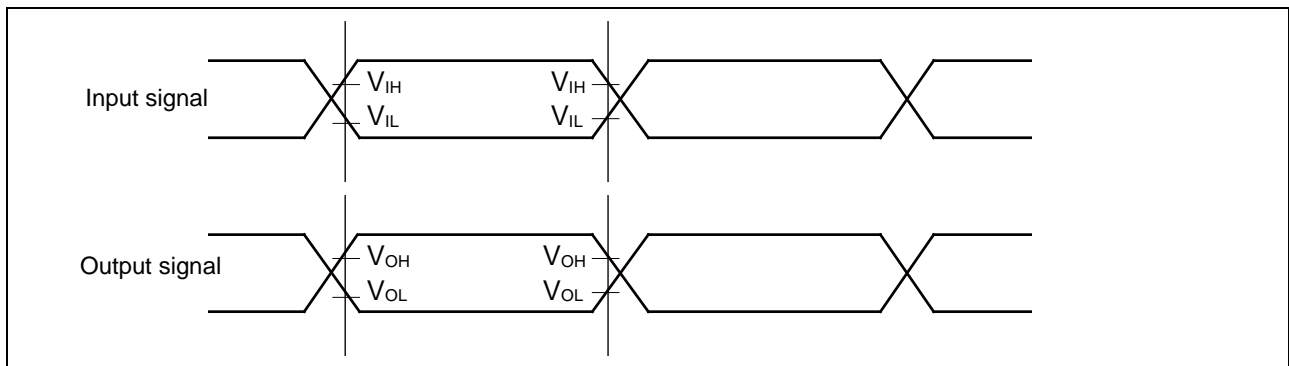 Input signal
VIH
VIL
VIH
VIL
Output signal
VOH
VOL
VOH
VOL